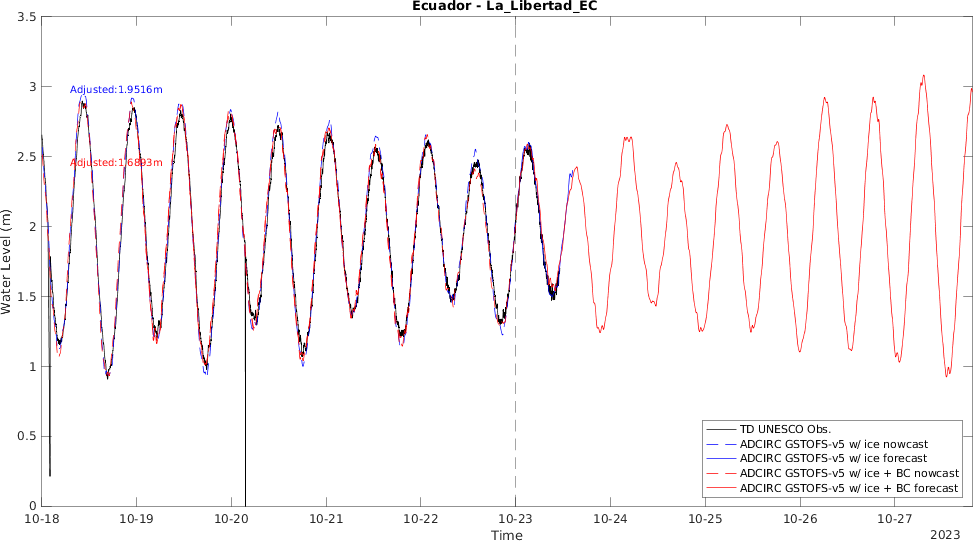 Ecuador - La_Libertad_EC
3.5
3
2.5
2
1.5
1
0.5
0
Water Level (m)
Adjusted:1.9516m
Adjusted:1.6893m
TD UNESCO Obs.
ADCIRC GSTOFS-v5 w/ ice nowcast
ADCIRC GSTOFS-v5 w/ ice forecast
ADCIRC GSTOFS-v5 w/ ice + BC nowcast
ADCIRC GSTOFS-v5 w/ ice + BC forecast
10-18 10-19 10-20 10-21 10-22 10-23 10-24 10-25 10-26 10-27
Time
2023